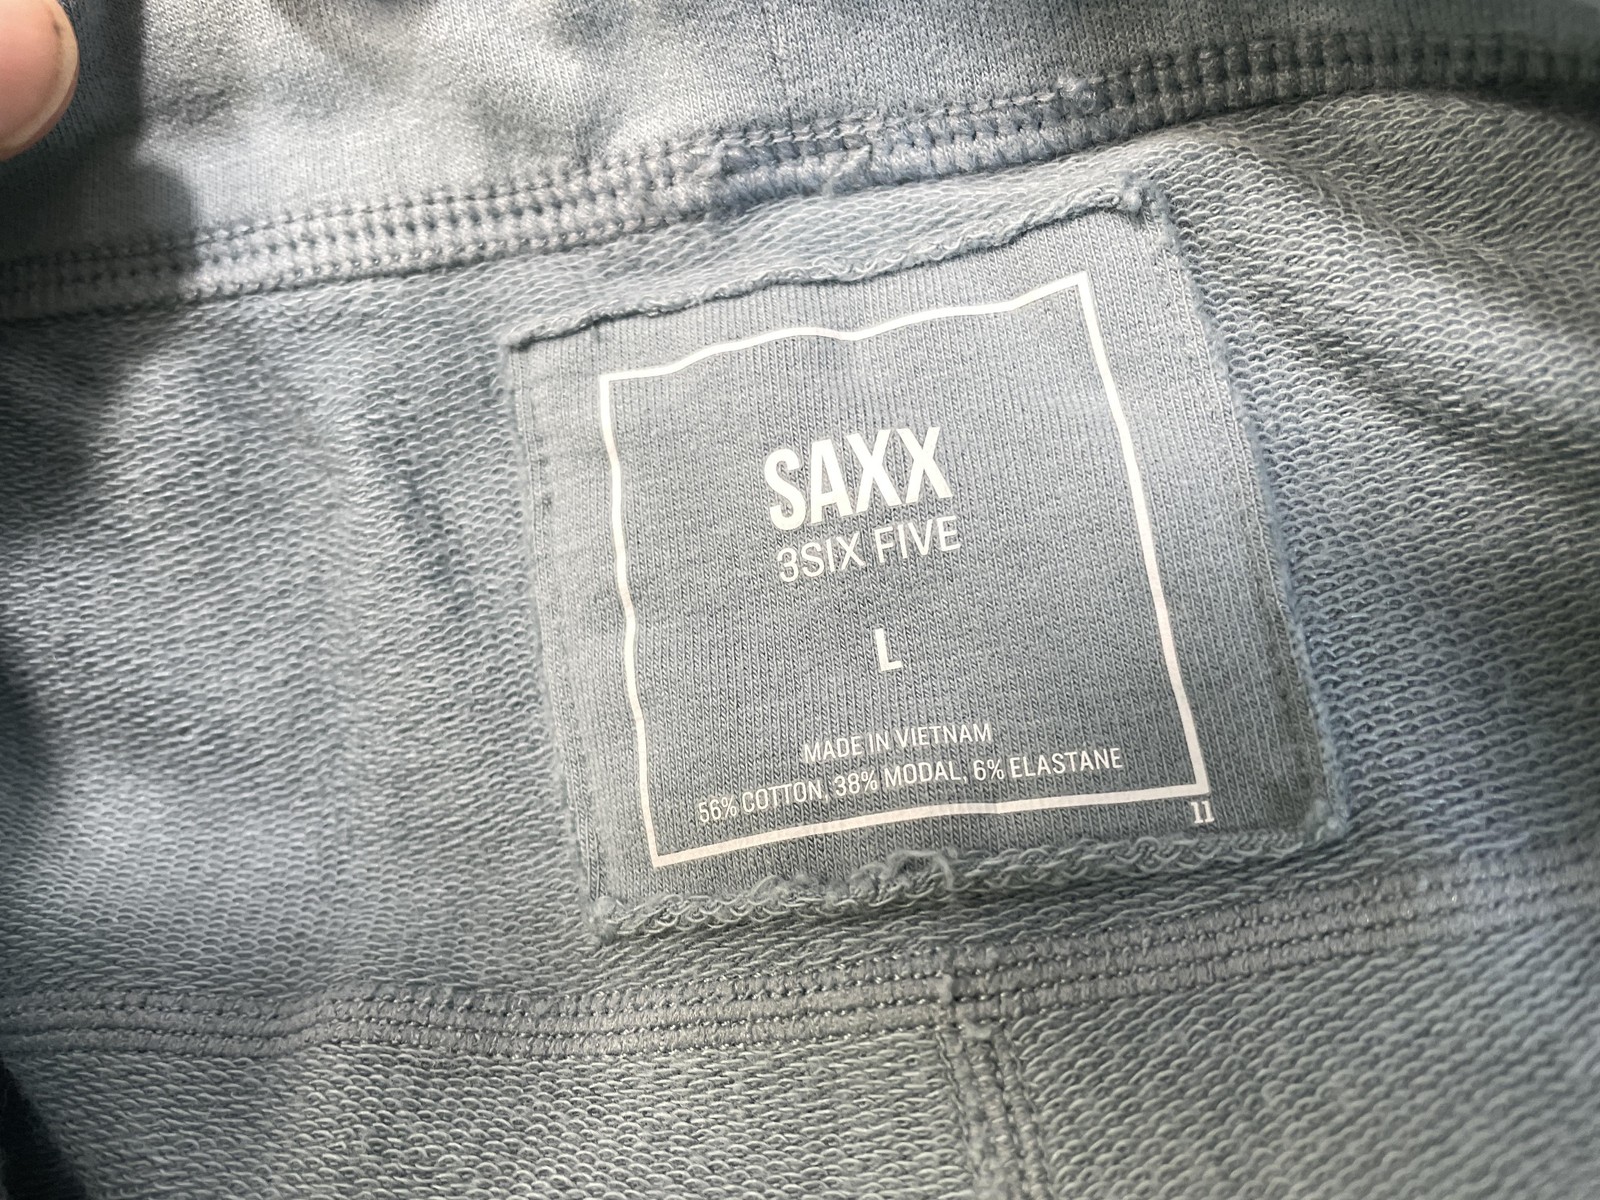 SAXX
3SIX FIVE
L
MADE IN VIETNAM
56% COTTON, 38% MODAL, 6% ELASTANE
11